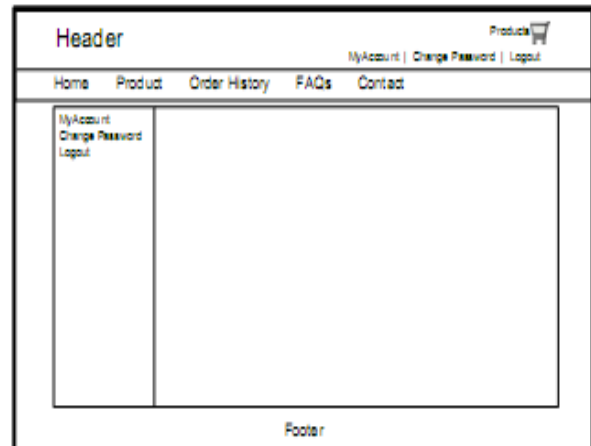 Header
Products
MyAccount | Change Password | Logout
Home Product Order History FAQs Contact
MyAccount
Change Password
Logout
Footer